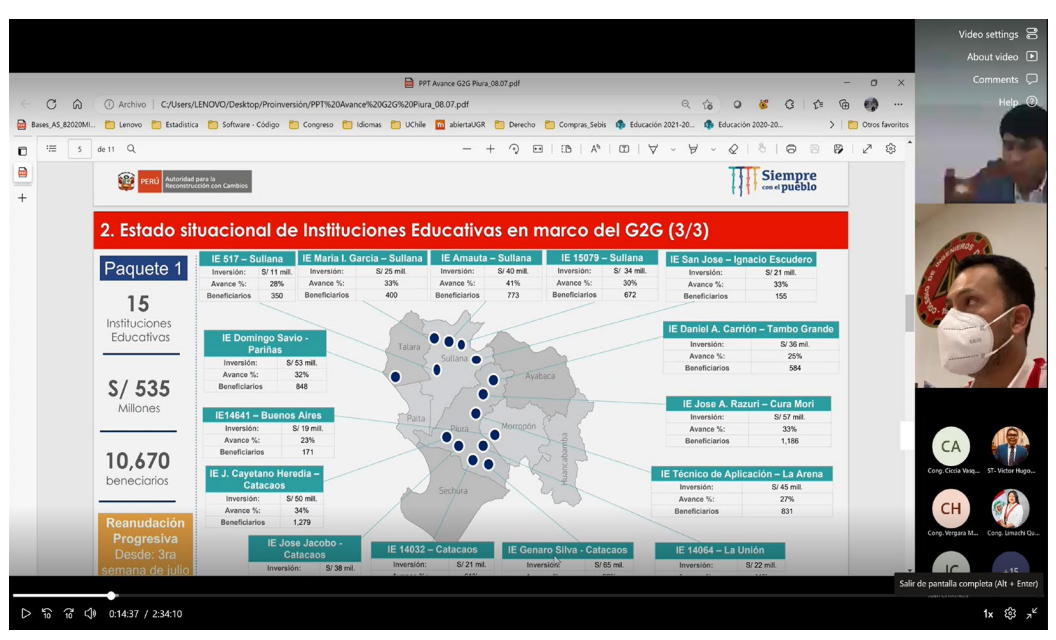 Video settings
About video
Comments
Help
PPT Avance G2G Piura_08.07.pdf
Archivo
C:/Users/LENOVO/Desktop/Proinversión/PPT%20Avance%20G2G%20Piura_08.07.pdf
Bases_AS_82020MI...
Lenovo
Estadistica
Software - Código
Congreso
Idiomas
UChile
abiertaUGR
Derecho
Compras_Sebis
Educación 2021-20...
Educación 2020-20...
Otros favoritos
5 de 11
PERÚ
Autoridad para la
Reconstrucción con Cambios
Siempre
con el pueblo
2. Estado situacional de Instituciones Educativas en marco del G2G (3/3)
Paquete 1
15
Instituciones
Educativas
S/ 535
Millones
10,670
beneciarios
Reanudación
Progresiva
Desde: 3ra
semana de julio
IE 517 – Sullana
Inversión: S/ 11 mill.
Avance %: 28%
Beneficiarios 350
IE Maria I. Garcia – Sullana
Inversión: S/ 25 mill.
Avance %: 33%
Beneficiarios 400
IE Amauta – Sullana
Inversión: S/ 40 mill.
Avance %: 41%
Beneficiarios 773
IE 15079 – Sullana
Inversión: S/ 34 mill.
Avance %: 30%
Beneficiarios 672
IE San Jose – Ignacio Escudero
Inversión: S/ 21 mill.
Avance %: 33%
Beneficiarios 155
IE Domingo Savio -
Pariñas
Inversión: S/ 53 mill.
Avance %: 32%
Beneficiarios 848
IE Daniel A. Carrión – Tambo Grande
Inversión: S/ 36 mil.
Avance %: 25%
Beneficiarios 584
IE14641 – Buenos Aires
Inversión: S/ 19 mill.
Avance %: 23%
Beneficiarios 171
IE Jose A. Razuri – Cura Mori
Inversión: S/ 57 mill.
Avance %: 33%
Beneficiarios 1,186
IE J. Cayetano Heredia –
Catacaos
Inversión: S/ 50 mill.
Avance %: 34%
Beneficiarios 1,279
IE Técnico de Aplicación – La Arena
Inversión: S/ 45 mill.
Avance %: 27%
Beneficiarios 831
Talara
Sullana
Ayabaca
Paita
Piura
Morropón
Huancabamba
Sechura
IE Jose Jacobo -
Catacaos
Inversión: S/ 38 mil.
IE 14032 – Catacaos
Inversión: S/ 21 mil.
IE Genaro Silva - Catacaos
Inversión: S/ 65 mil.
IE 14064 – La Unión
Inversión: S/ 22 mil.
CA
Cong. Ciccia Vasq...
ST- Victor Hugo...
CH
Cong. Vergara M...
Cong. Limachi Qu...
+15
Salir de pantalla completa (Alt + Enter)
10
10
0:14:37 / 2:34:10
1x